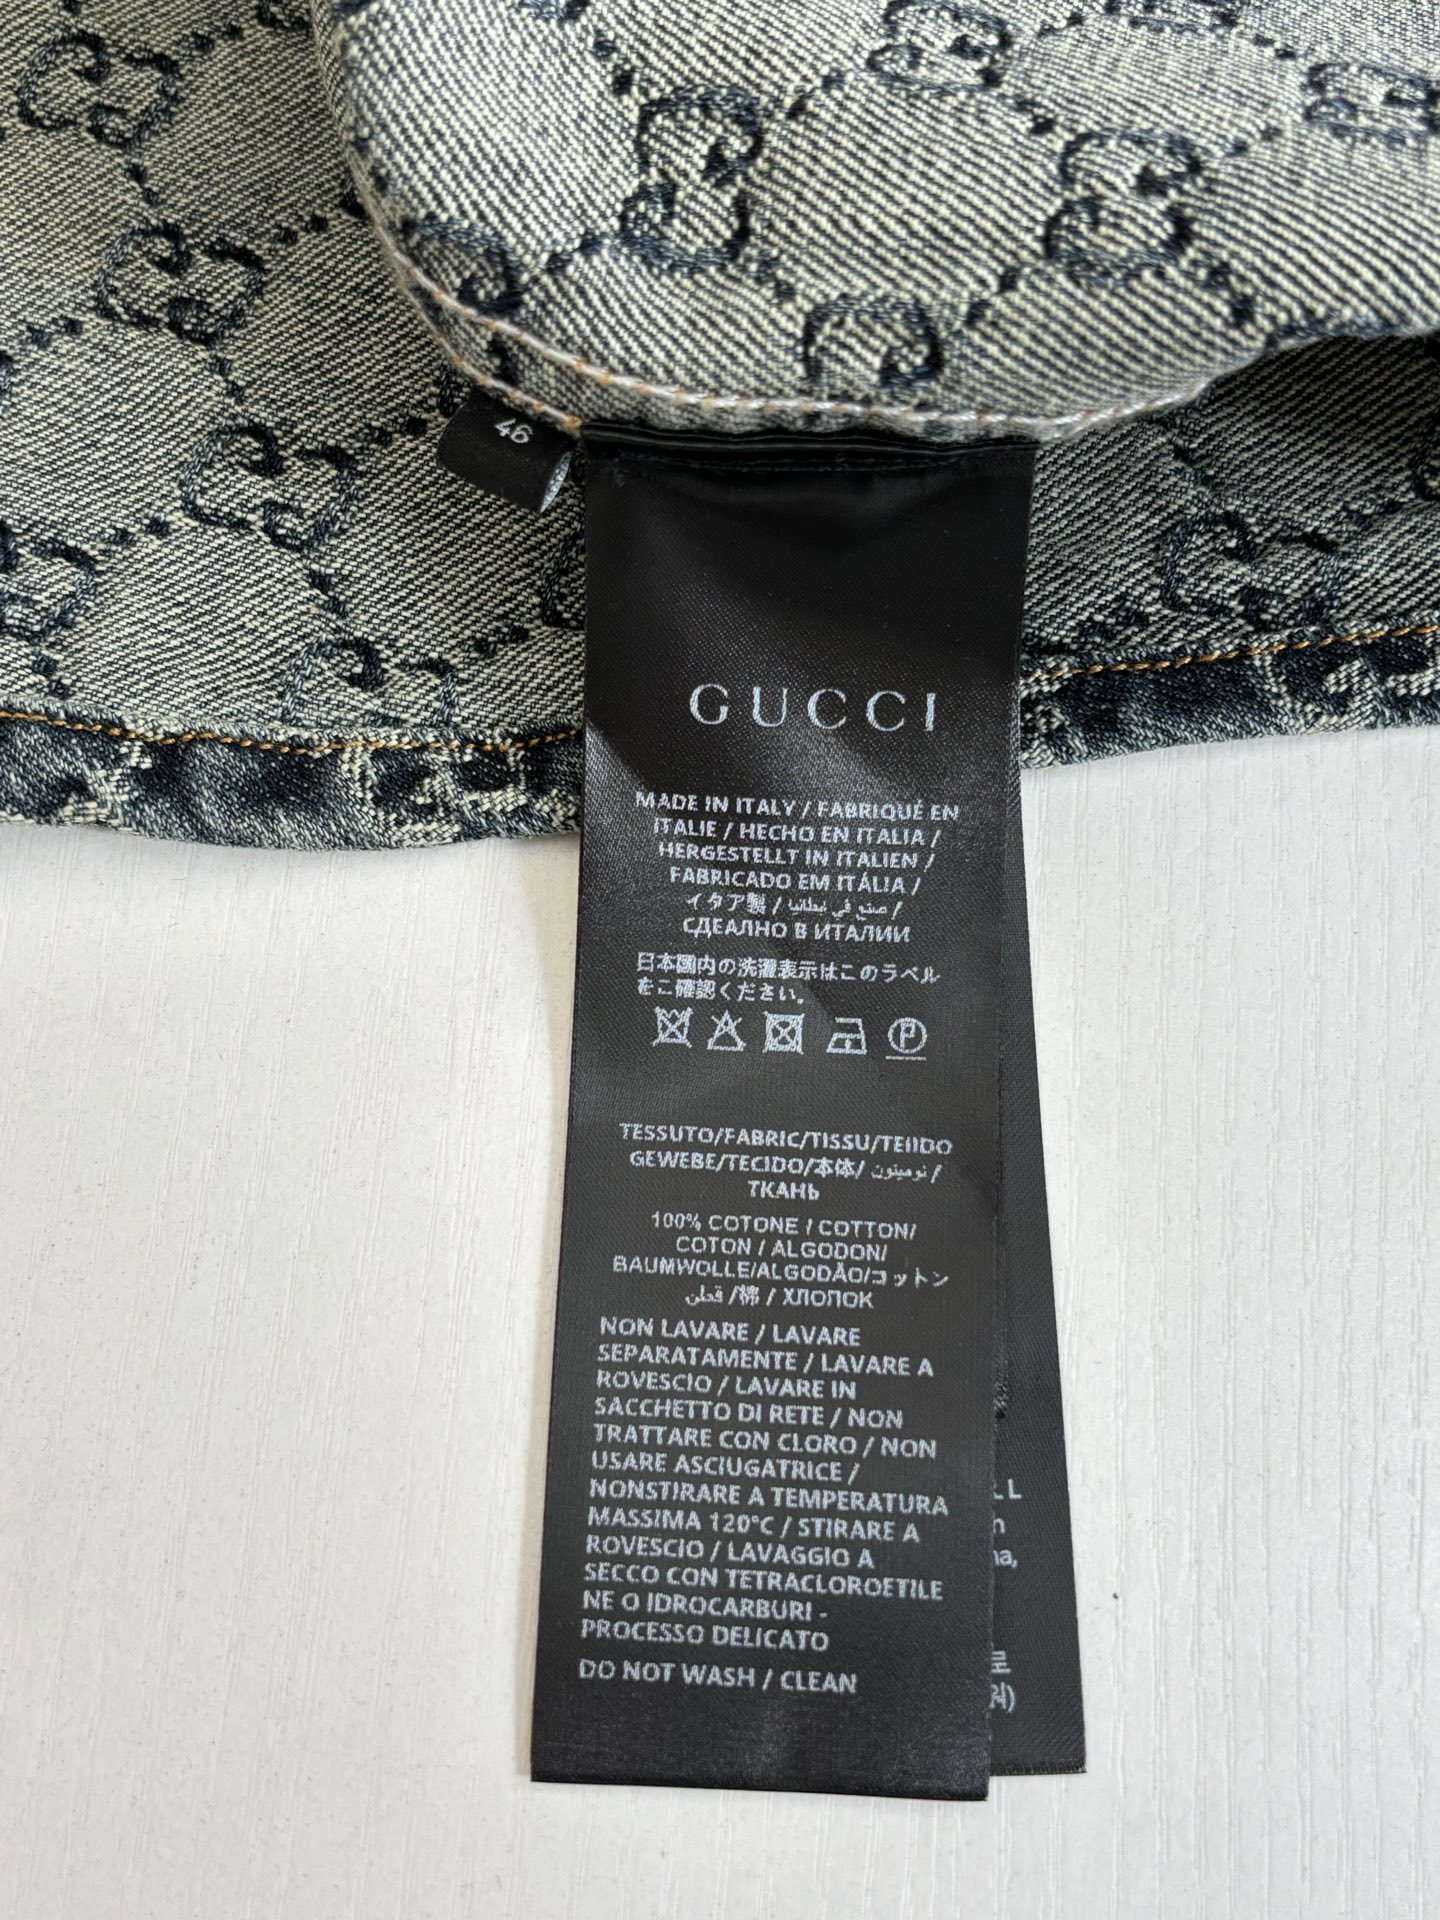 46
GUCCI
MADE IN ITALY / FABRIQUÉ EN
ITALIE / HECHO EN ITALIA /
HERGESTELLT IN ITALIEN /
FABRICADO EM ITÁLIA /
イタア製 / صنع في إيطاليا /
СДЕАЛНО В ИТАЛИИ
日本國内の洗濯表示はこのラベル
をご確認ください。
P
TESSUTO/FABRIC/TISSU/TEIIDO
GEWEBE/TECIDO/本体/
ТКАНЬ
100% COTONE / COTTON/
COTON / ALGODON/
BAUMWOLLE/ALGODÃO/コットン
قطن /棉 / ХЛОПОК
NON LAVARE / LAVARE
SEPARATAMENTE / LAVARE A
ROVESCIO / LAVARE IN
SACCHETTO DI RETE / NON
TRATTARE CON CLORO / NON
USARE ASCIUGATRICE /
NONSTIRARE A TEMPERATURA
MASSIMA 120°C / STIRARE A
ROVESCIO / LAVAGGIO A
SECCO CON TETRACLOROETILE
NE O IDROCARBURI -
PROCESSO DELICATO
DO NOT WASH / CLEAN